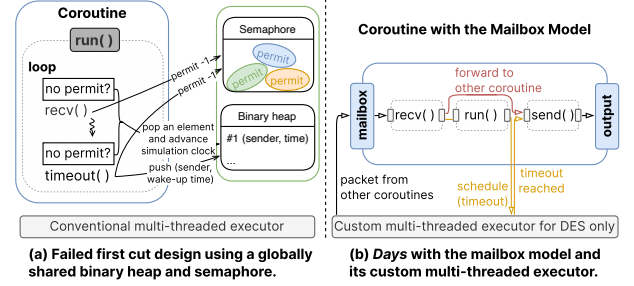 Coroutine
run( )
loop
no permit?
recv( )
no permit?
timeout( )
permit -1
permit -1
pop an element
and advance
simulation clock
push (sender,
wake-up time)
Semaphore
permit
permit
permit
Binary heap
#1 (sender, time)
...
Conventional multi-threaded executor
(a) Failed first cut design using a globally
shared binary heap and semaphore.
Coroutine with the Mailbox Model
forward to
other coroutine
mailbox
recv( )
run( )
send( )
output
packet from
other coroutines
schedule
(timeout)
timeout
reached
Custom multi-threaded executor for DES only
(b) Days with the mailbox model and
its custom multi-threaded executor.